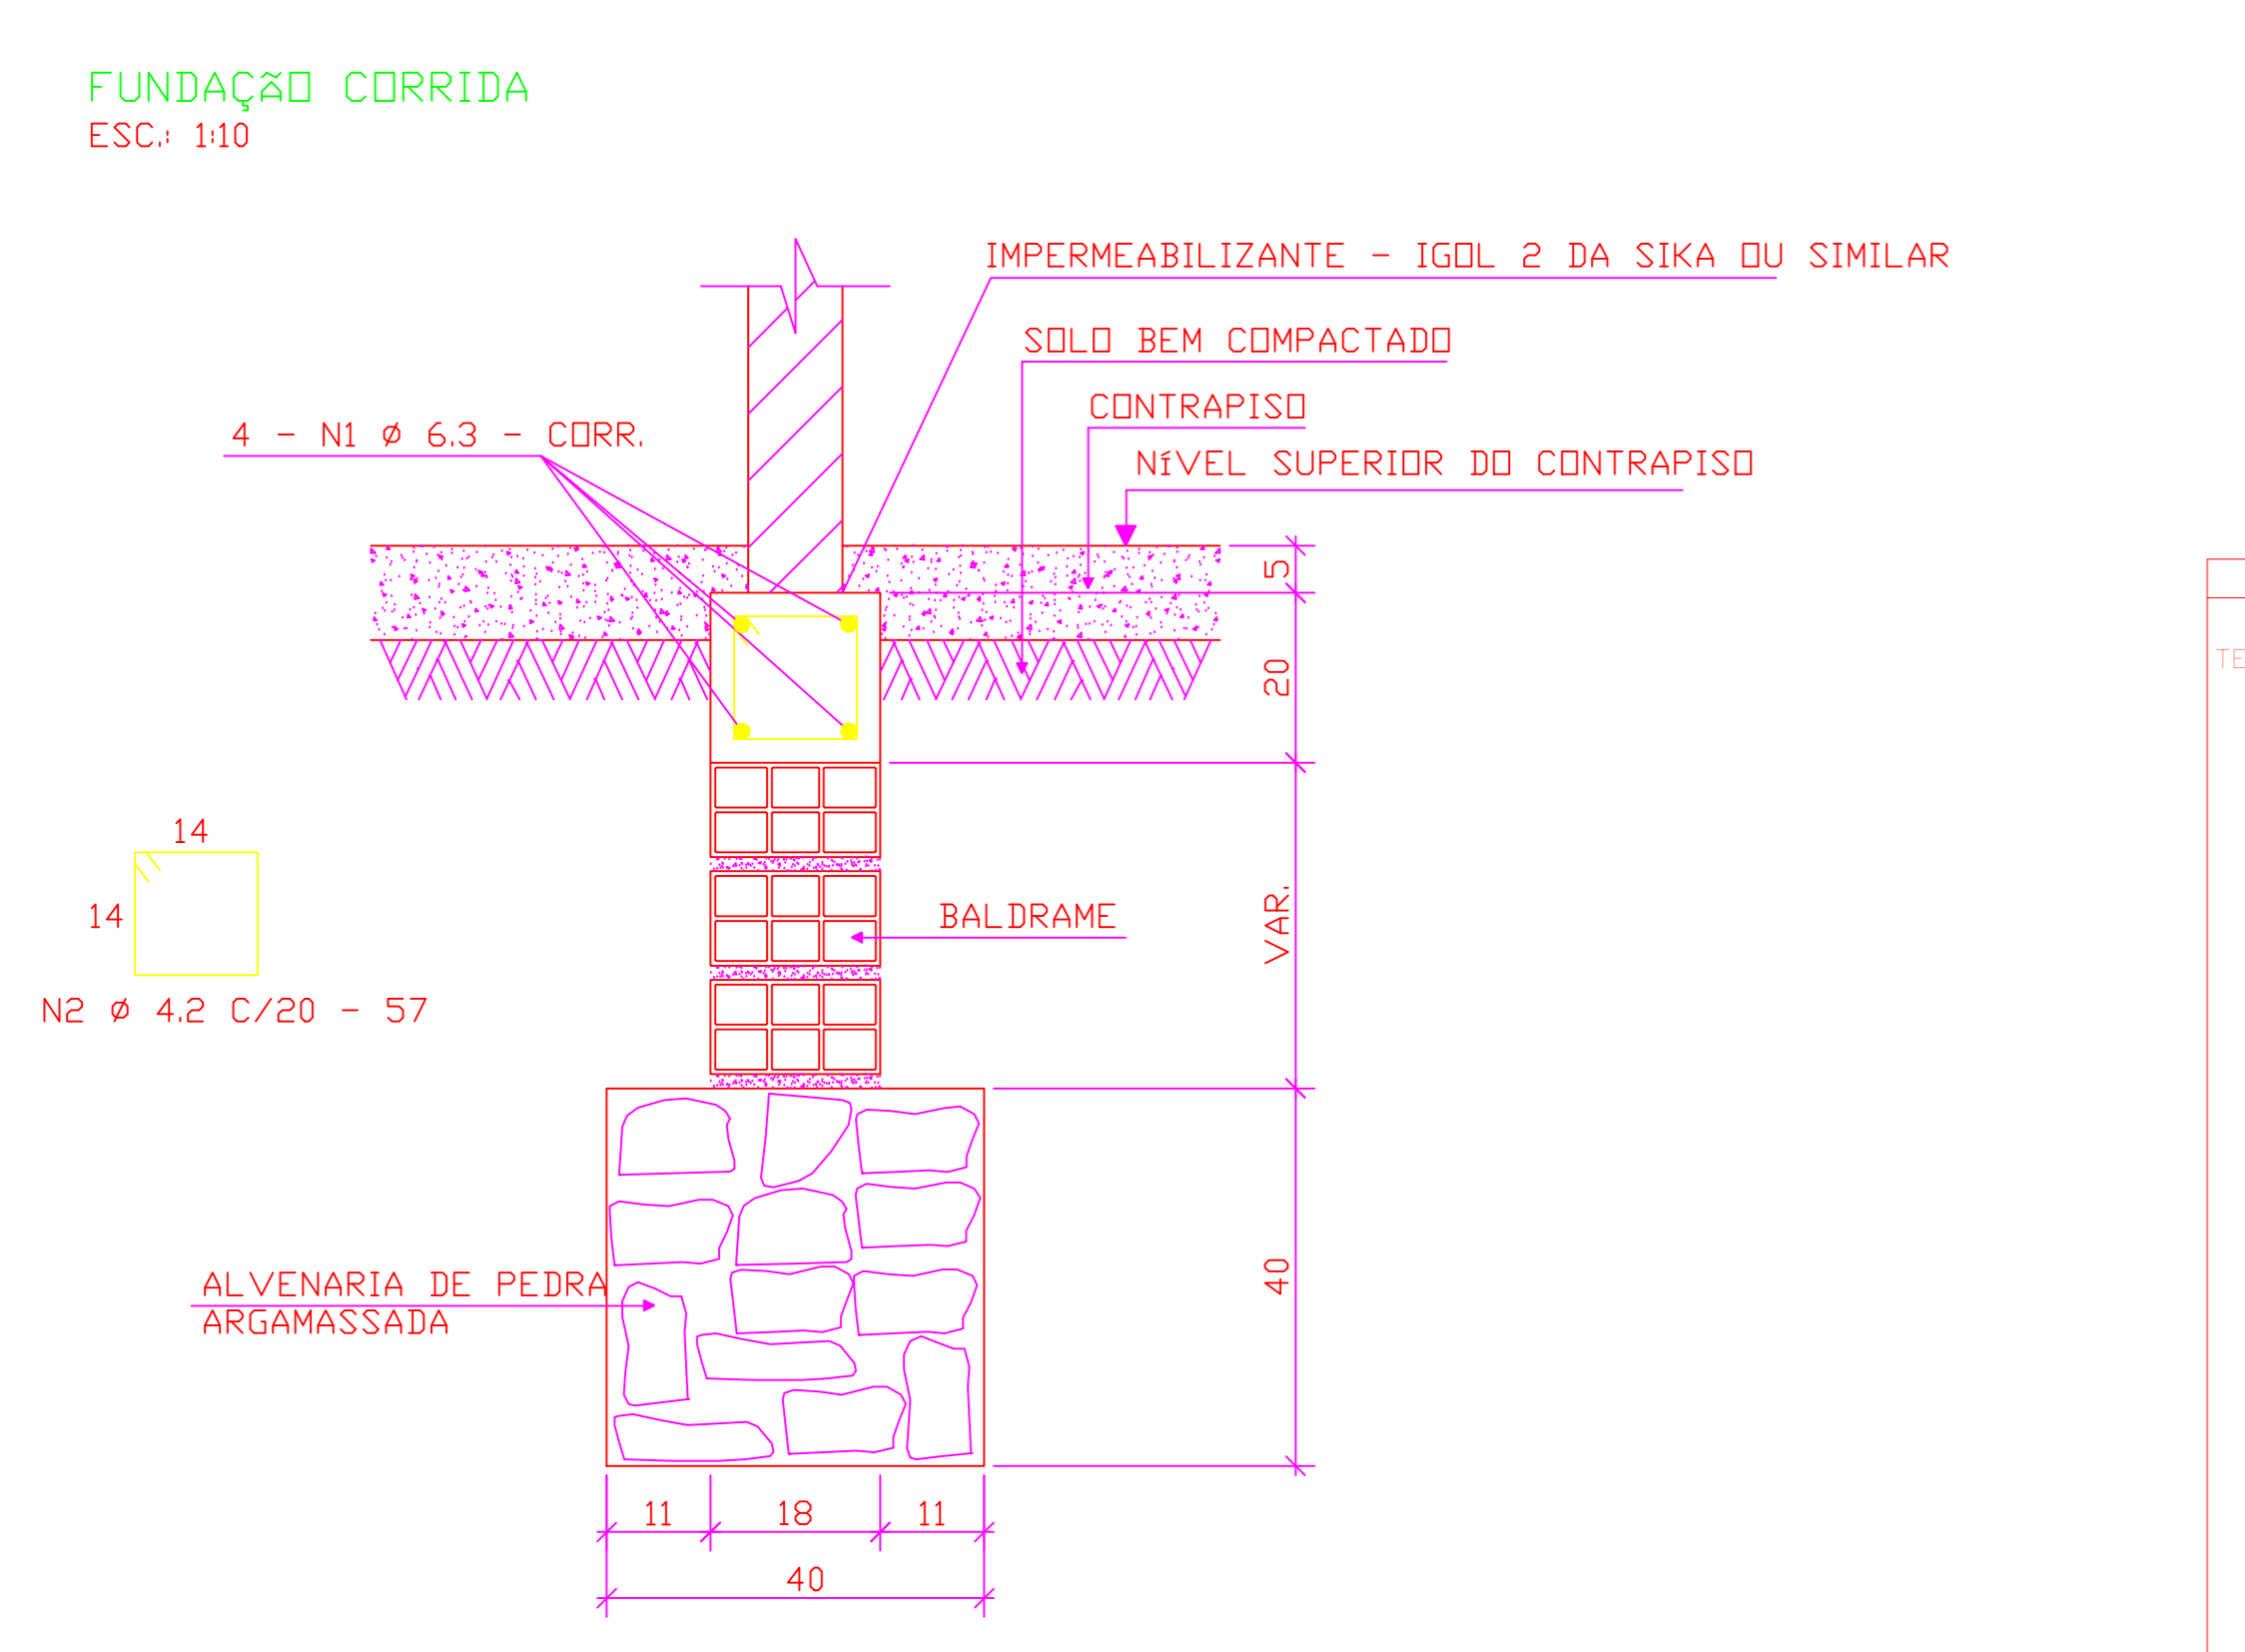 FUNDAÇÃO CORRIDA
ESC.: 1:10
IMPERMEABILIZANTE - IGOL 2 DA SIKA OU SIMILAR
SOLO BEM COMPACTADO
CONTRAPISO
4 - N1 ø 6.3 - CORR.
NÍVEL SUPERIOR DO CONTRAPISO
5
20
14
14
BALDRAME
VAR.
N2 ø 4.2 C/20 - 57
ALVENARIA DE PEDRA
ARGAMASSADA
40
11
18
11
40
TE